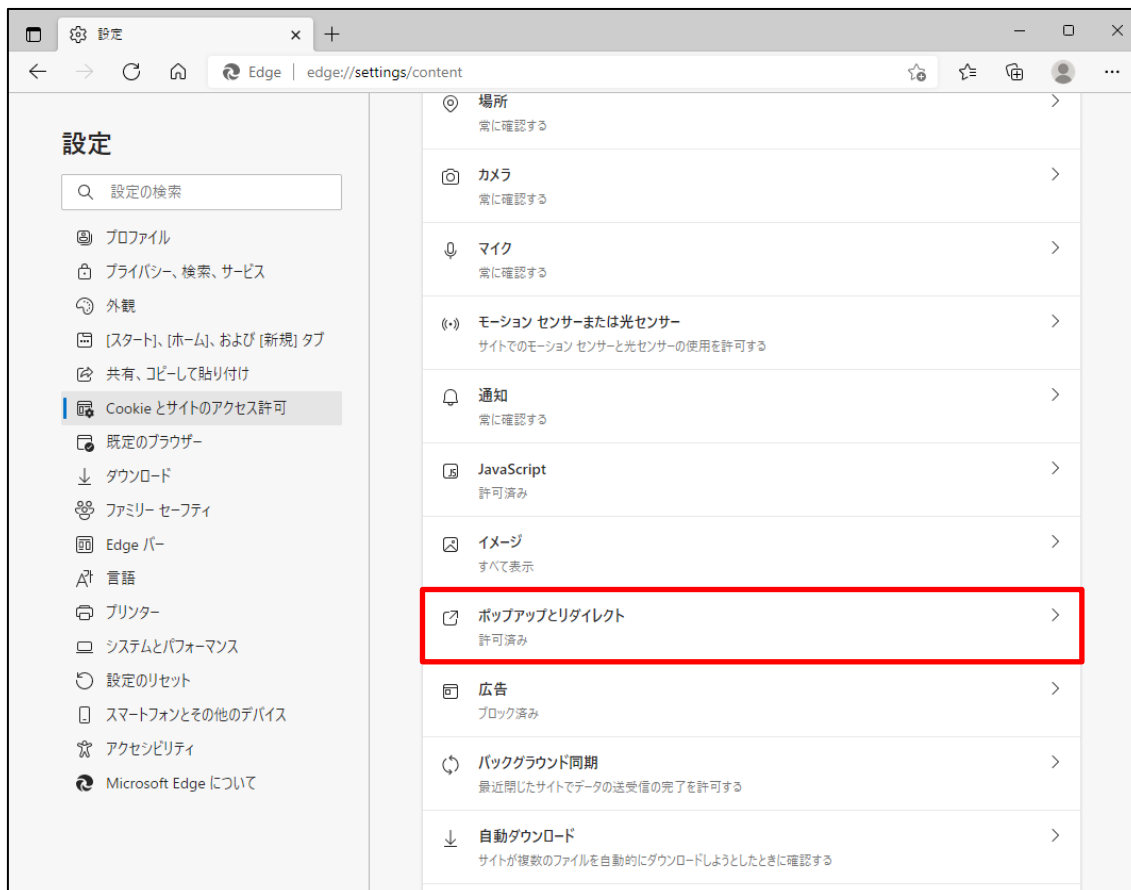 設定
Edge
edge://settings/content
設定
設定の検索
プロファイル
プライバシー、検索、サービス
外観
[スタート]、[ホーム]、および [新規] タブ
共有、コピーして貼り付け
Cookie とサイトのアクセス許可
既定のブラウザー
ダウンロード
ファミリー セーフティ
Edge バー
言語
プリンター
システムとパフォーマンス
設定のリセット
スマートフォンとその他のデバイス
アクセシビリティ
Microsoft Edge について
場所
常に確認する
カメラ
常に確認する
マイク
常に確認する
モーション センサーまたは光センサー
サイトでのモーション センサーと光センサーの使用を許可する
通知
常に確認する
JavaScript
許可済み
イメージ
すべて表示
ポップアップとリダイレクト
許可済み
広告
ブロック済み
バックグラウンド同期
最近閉じたサイトでデータの送受信の完了を許可する
自動ダウンロード
サイトが複数のファイルを自動的にダウンロードしようとしたときに確認する